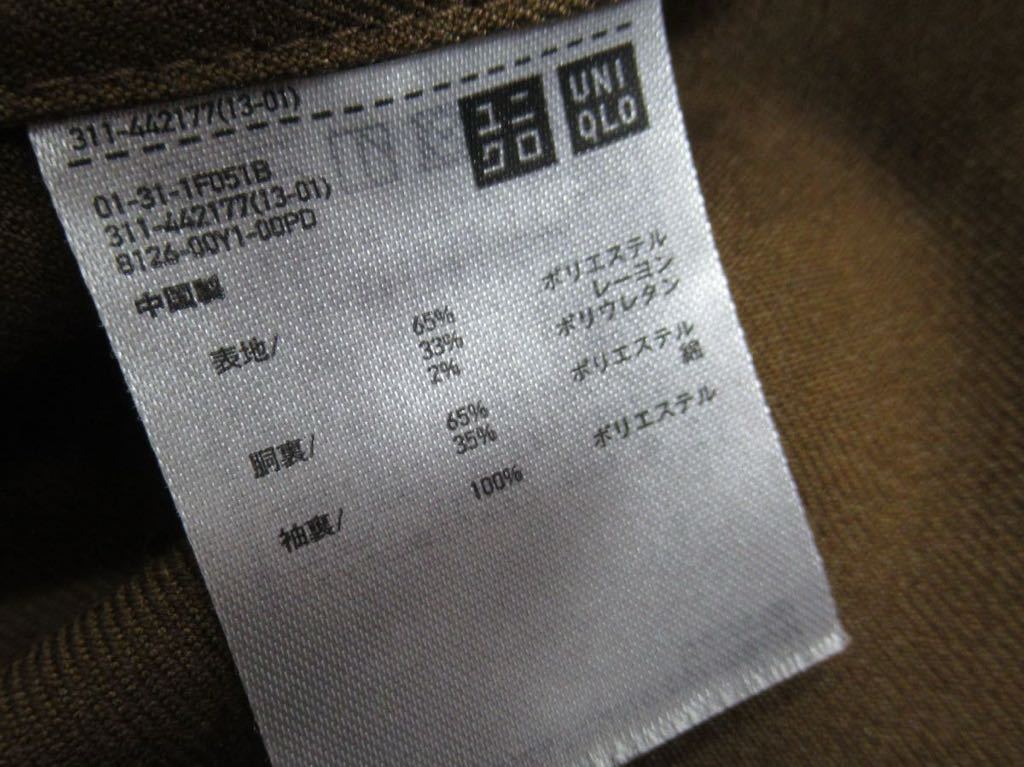 311-442177(13-01)
ユニクロ UNIQLO
01-31-1F051B
311-442177(13-01)
8126-00Y1-00PD
中国製
表地/ 65% ポリエステル
33% レーヨン
2% ポリウレタン
胴裏/ 65% ポリエステル
35% 綿
袖裏/ 100% ポリエステル